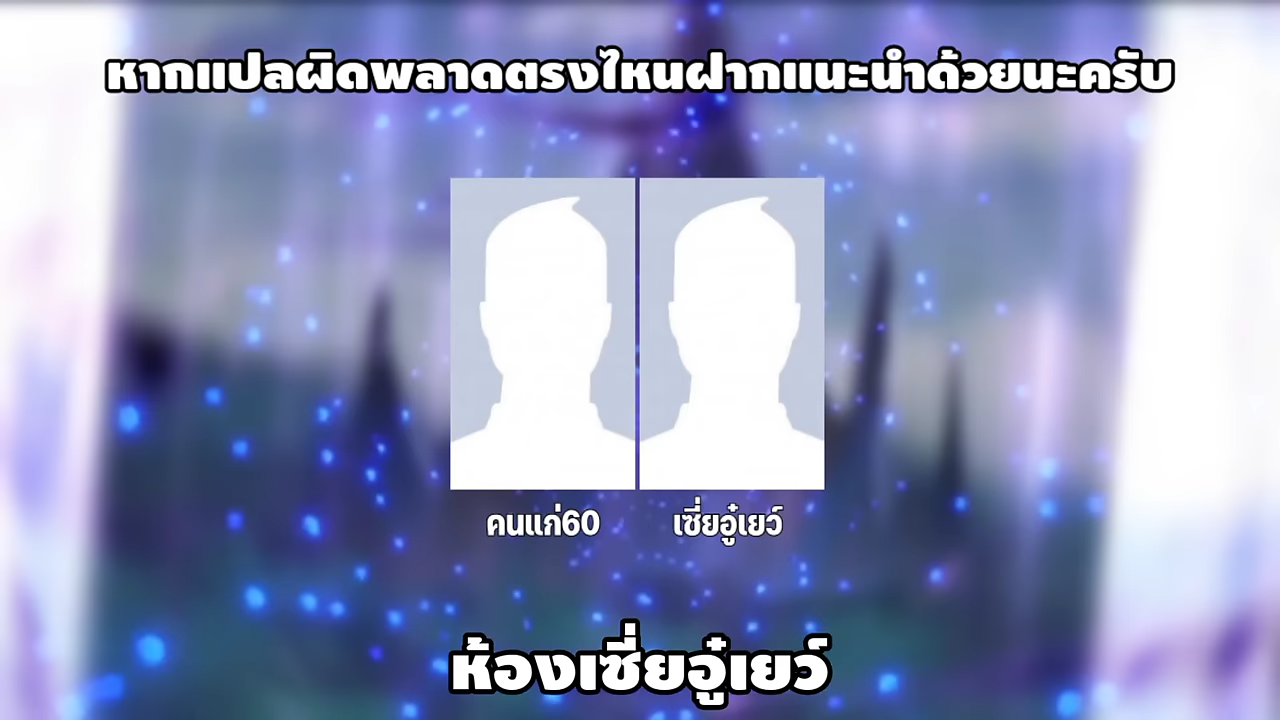 หากแปลผิดพลาดตรงไหนฝากแนะนำด้วยนะครับ
คนแก่60 เซี่ยอู๋เยว์
ห้องเซี่ยอู๋เยว์